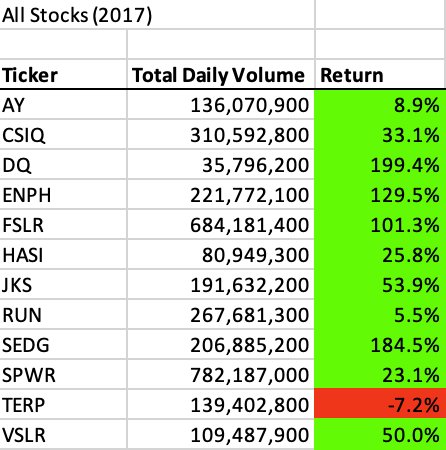 All Stocks (2017)
Ticker Total Daily Volume Return
AY 136,070,900 8.9%
CSIQ 310,592,800 33.1%
DQ 35,796,200 199.4%
ENPH 221,772,100 129.5%
FSLR 684,181,400 101.3%
HASI 80,949,300 25.8%
JKS 191,632,200 53.9%
RUN 267,681,300 5.5%
SEDG 206,885,200 184.5%
SPWR 782,187,000 23.1%
TERP 139,402,800 -7.2%
VSLR 109,487,900 50.0%